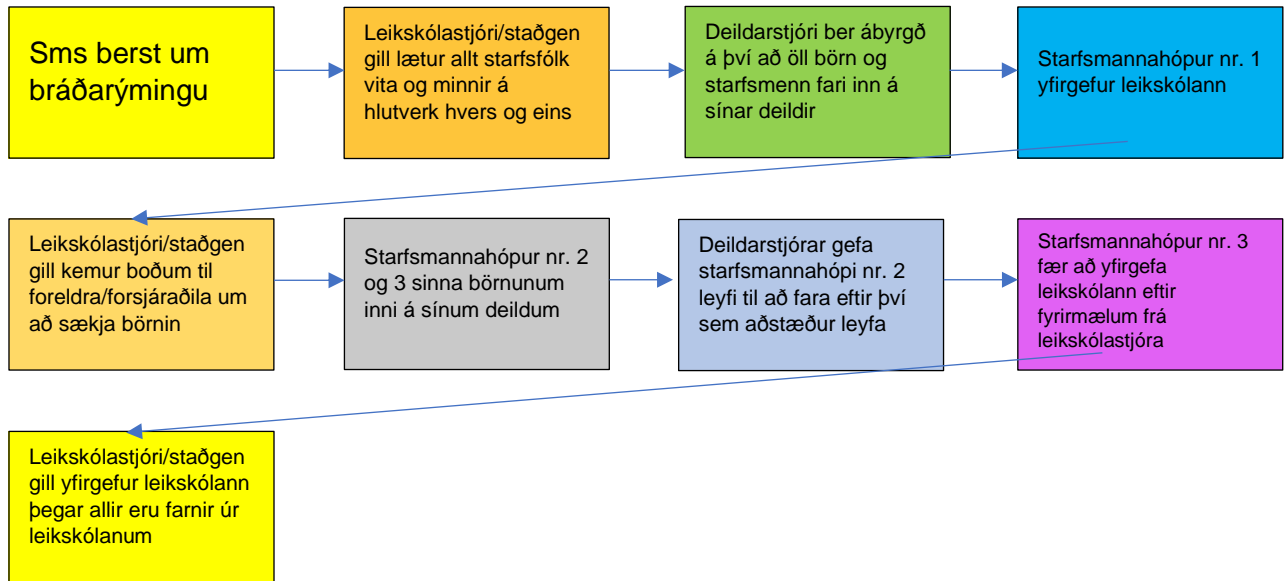 Sms berst um
bráðarýmingu
Leikskólastjóri/staðgen
gill lætur allt starfsfólk
vita og minnir á
hlutverk hvers og eins
Deildarstjóri ber ábyrgð
á því að öll börn og
starfsmenn fari inn á
sínar deildir
Starfsmannahópur nr. 1
yfirgefur leikskólann
Leikskólastjóri/staðgen
gill kemur boðum til
foreldra/forsjáraðila um
að sækja börnin
Starfsmannahópur nr. 2
og 3 sinna börnunum
inni á sínum deildum
Deildarstjórar gefa
starfsmannahópi nr. 2
leyfi til að fara eftir því
sem aðstæður leyfa
Starfsmannahópur nr. 3
fær að yfirgefa
leikskólann eftir
fyrirmælum frá
leikskólastjóra
Leikskólastjóri/staðgen
gill yfirgefur leikskólann
þegar allir eru farnir úr
leikskólanum